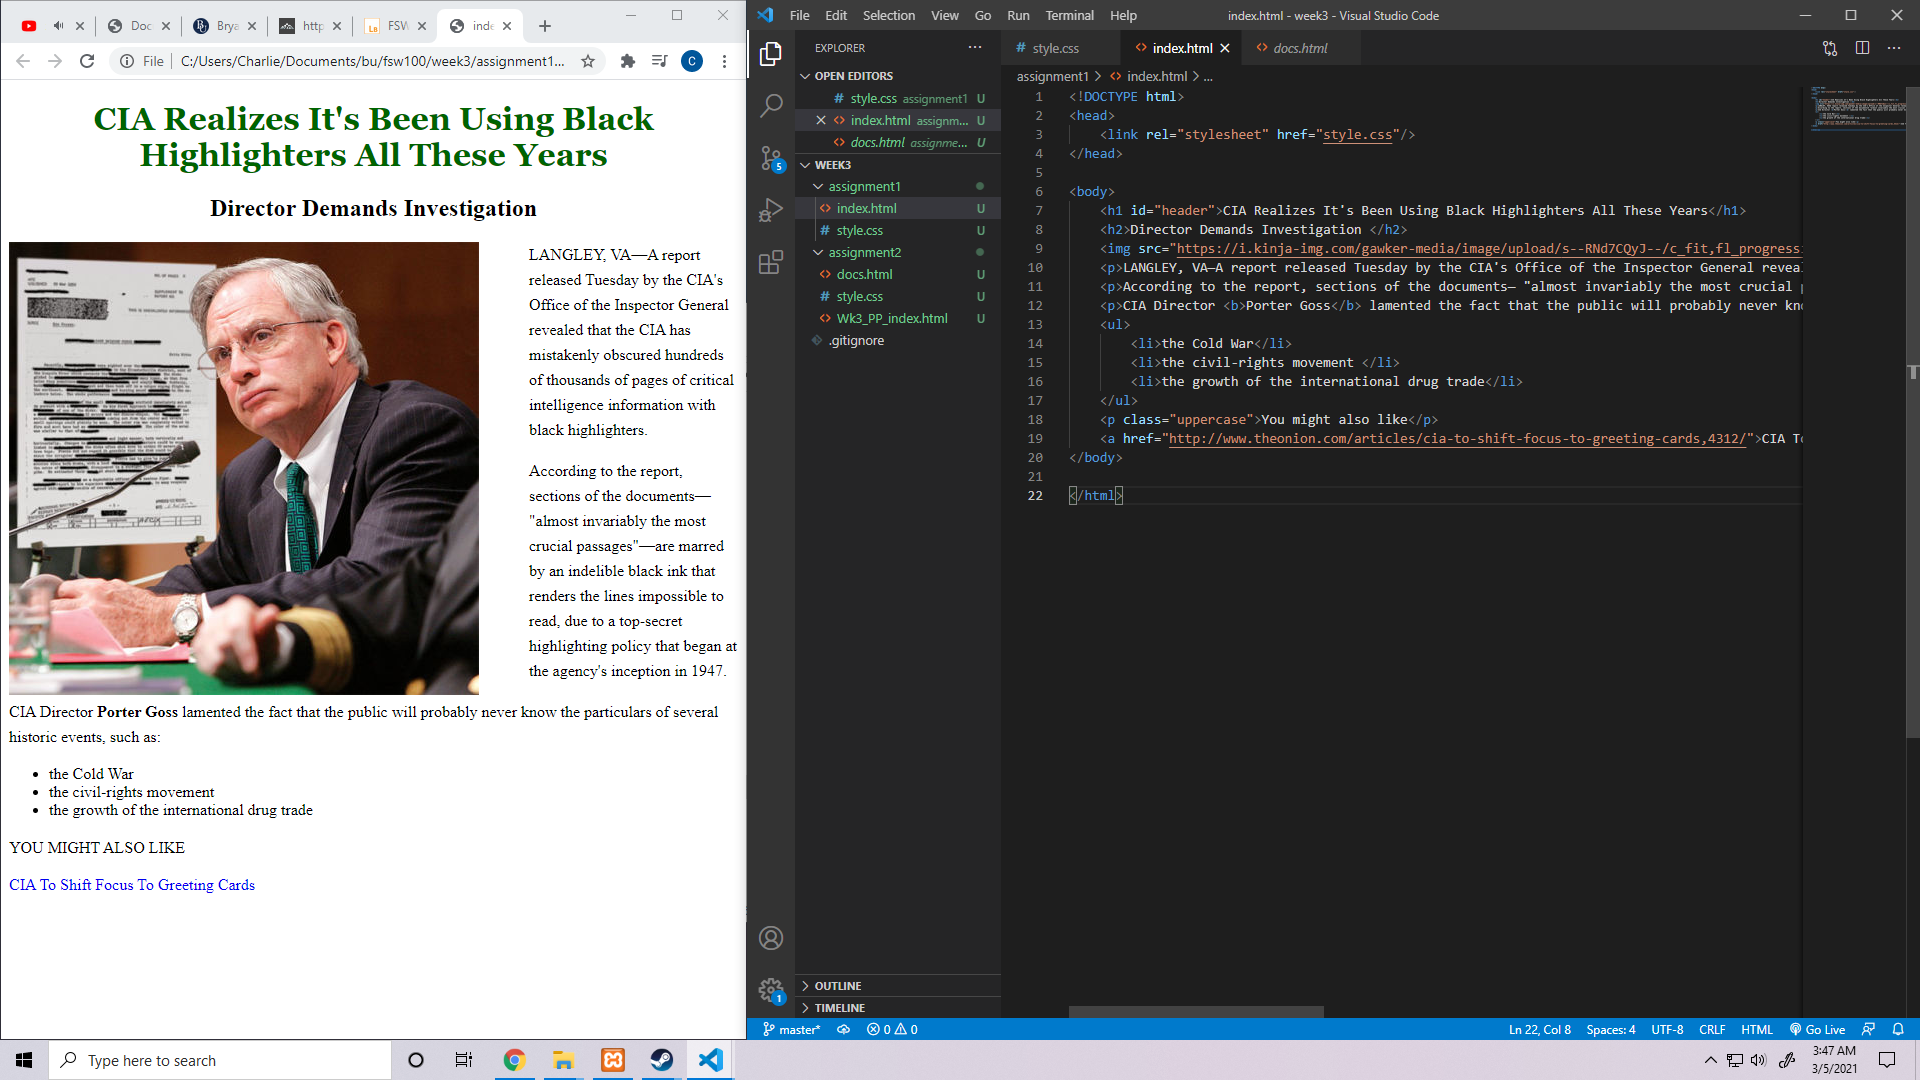 Doc
Brya
http
FSW
inde
File
C:/Users/Charlie/Documents/bu/fsw100/week3/assignment1...
C
CIA Realizes It's Been Using Black
Highlighters All These Years
Director Demands Investigation
LANGLEY, VA—A report
released Tuesday by the CIA's
Office of the Inspector General
revealed that the CIA has
mistakenly obscured hundreds
of thousands of pages of critical
intelligence information with
black highlighters.
According to the report,
sections of the documents—
"almost invariably the most
crucial passages"—are marred
by an indelible black ink that
renders the lines impossible to
read, due to a top-secret
highlighting policy that began at
the agency's inception in 1947.
CIA Director Porter Goss lamented the fact that the public will probably never know the particulars of several
historic events, such as:
• the Cold War
• the civil-rights movement
• the growth of the international drug trade
YOU MIGHT ALSO LIKE
CIA To Shift Focus To Greeting Cards
File Edit Selection View Go Run Terminal Help
index.html - week3 - Visual Studio Code
EXPLORER
OPEN EDITORS
# style.css assignment1 U
<> index.html assignm... U
<> docs.html assignme... U
WEEK3
assignment1
<> index.html U
# style.css U
assignment2
<> docs.html U
# style.css U
<> Wk3_PP_index.html U
.gitignore
OUTLINE
TIMELINE
5
1
# style.css
<> index.html
<> docs.html
assignment1 > <> index.html > ...
1 <!DOCTYPE html>
2 <head>
3 <link rel="stylesheet" href="style.css"/>
4 </head>
5
6 <body>
7 <h1 id="header">CIA Realizes It's Been Using Black Highlighters All These Years</h1>
8 <h2>Director Demands Investigation </h2>
9 <img src="https://i.kinja-img.com/gawker-media/image/upload/s--RNd7CQyJ--/c_fit,fl_progressi
10 <p>LANGLEY, VA—A report released Tuesday by the CIA's Office of the Inspector General revea
11 <p>According to the report, sections of the documents— "almost invariably the most crucial p
12 <p>CIA Director <b>Porter Goss</b> lamented the fact that the public will probably never kno
13 <ul>
14 <li>the Cold War</li>
15 <li>the civil-rights movement </li>
16 <li>the growth of the international drug trade</li>
17 </ul>
18 <p class="uppercase">You might also like</p>
19 <a href="http://www.theonion.com/articles/cia-to-shift-focus-to-greeting-cards,4312/">CIA To
20 </body>
21
22 </html>
master* 0 0
Ln 22, Col 8 Spaces: 4 UTF-8 CRLF HTML Go Live
Type here to search
3:47 AM
3/5/2021